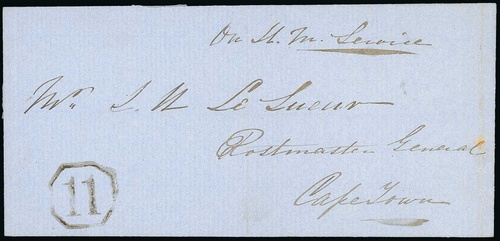 On H. M. Service
Mr. J. A Le Sueur
Postmaster General
Cape Town
11